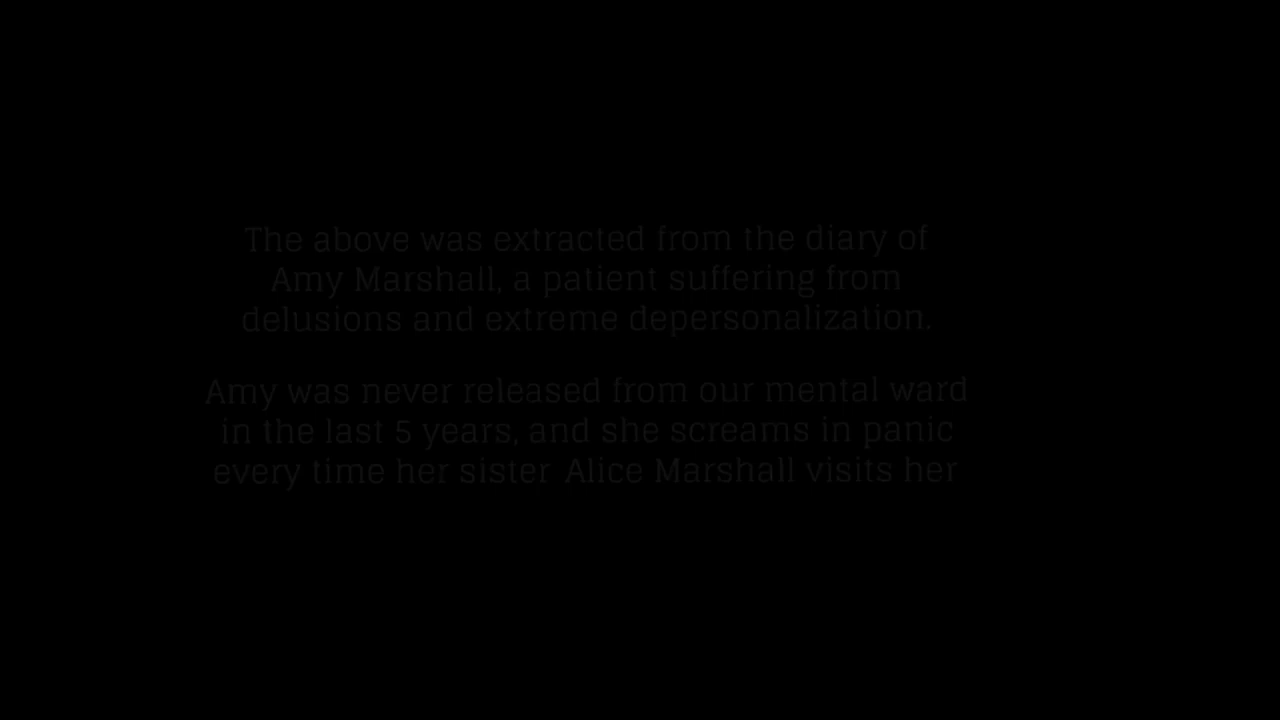 The above was extracted from the diary of
Amy Marshall, a patient suffering from
delusions and extreme depersonalization.
Amy was never released from our mental ward
in the last 5 years, and she screams in panic
every time her sister Alice Marshall visits her